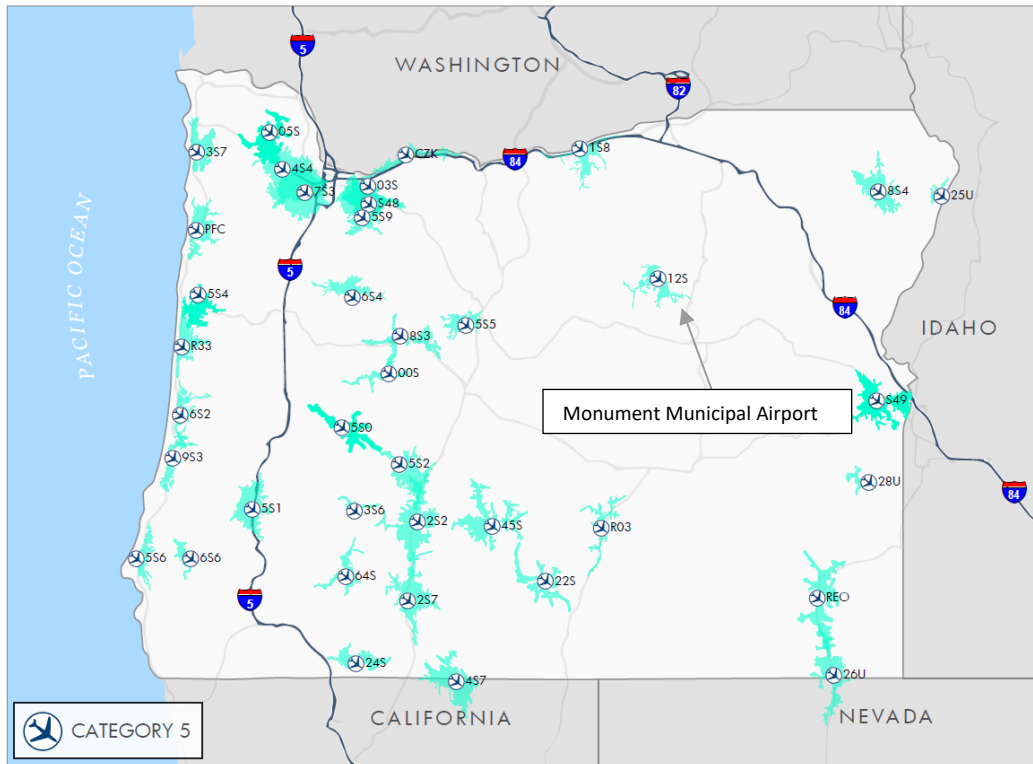 5
WASHINGTON
82
05S
3S7
CZK
1S8
84
4S4
7S3
03S
S48
5S9
8S4
25U
PFC
PACIFIC OCEAN
5
12S
5S4
6S4
84
5S5
IDAHO
8S3
R33
00S
Monument Municipal Airport
S49
6S2
5S0
9S3
5S2
28U
84
5S1
3S6
2S2
45S
R03
5S6
6S6
64S
22S
5
2S7
REO
24S
4S7
26U
CATEGORY 5
CALIFORNIA
NEVADA